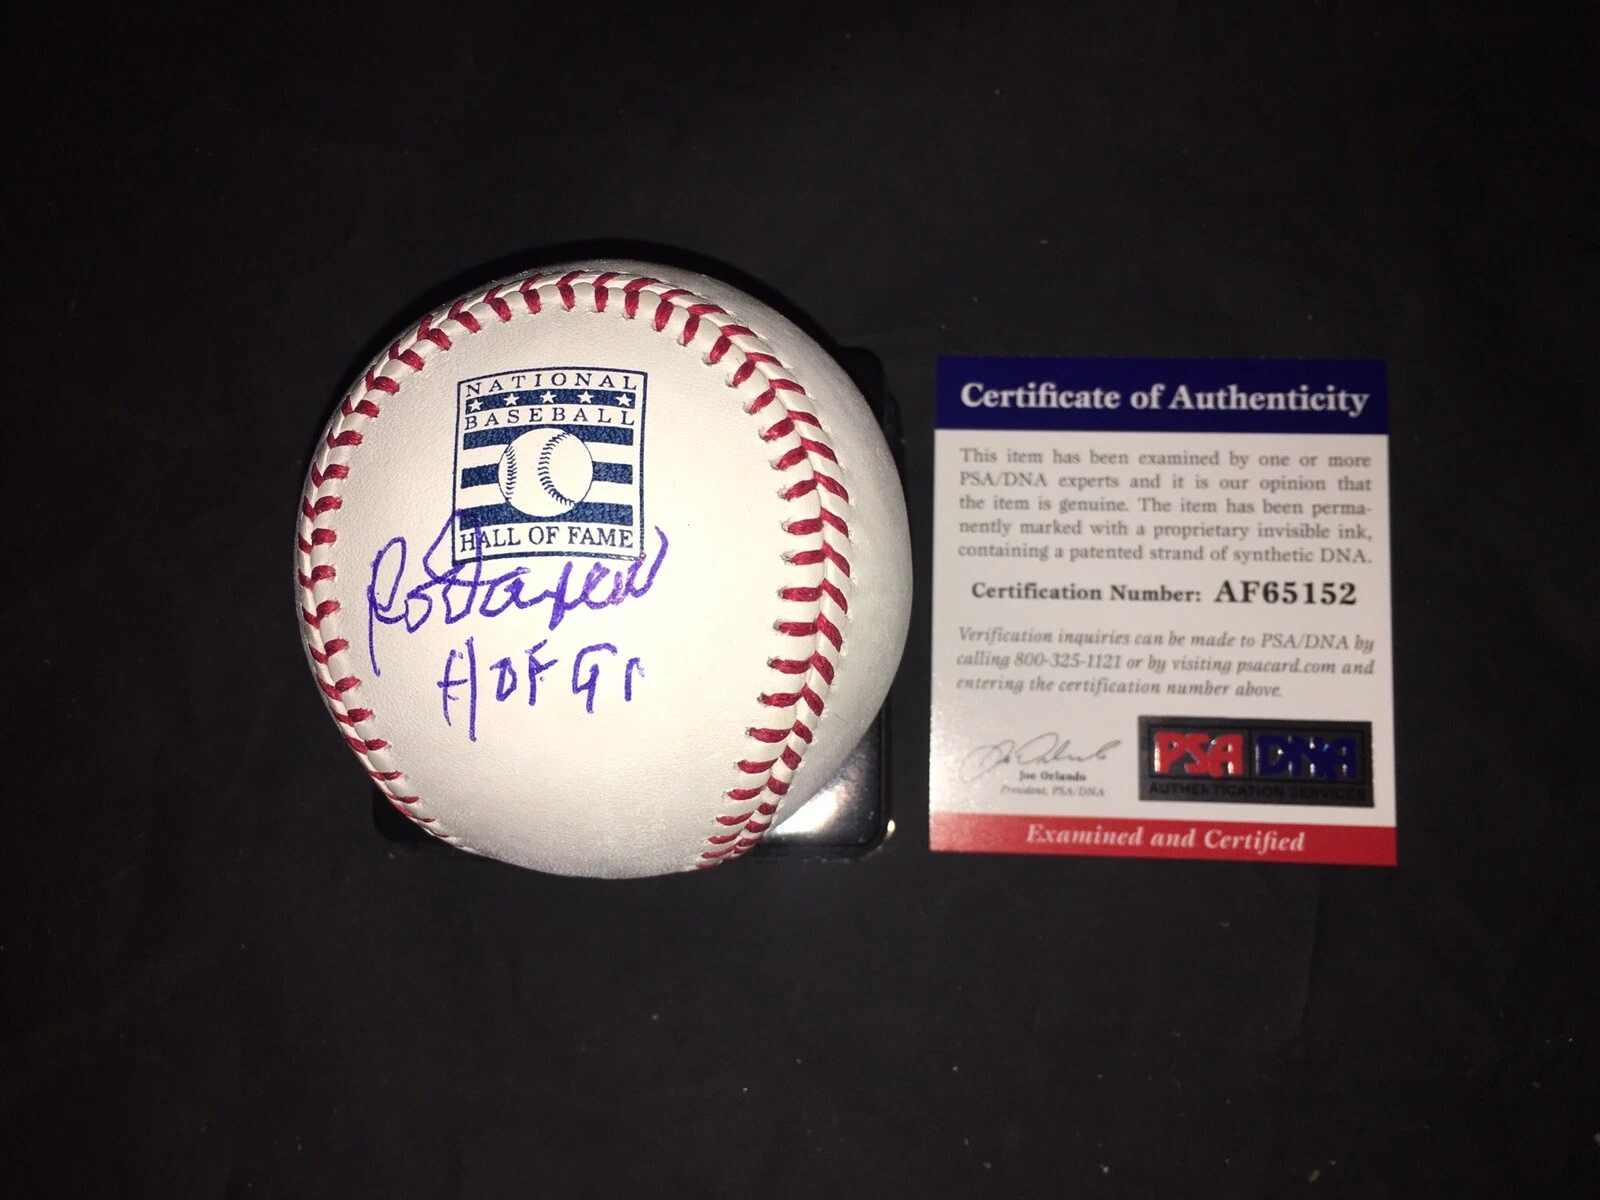 NATIONAL
BASEBALL
HALL OF FAME
Rod Carew
HOF 91
Certificate of Authenticity
This item has been examined by one or more
PSA/DNA experts and it is our opinion that
the item is genuine. The item has been perma-
nently marked with a proprietary invisible ink,
containing a patented strand of synthetic DNA.
Certification Number: AF65152
Verification inquiries can be made to PSA/DNA by
calling 800-325-1121 or by visiting psacard.com and
entering the certification number above.
Joe Orlando
President, PSA/DNA
PSA DNA
AUTHENTICATION SERVICES
Examined and Certified